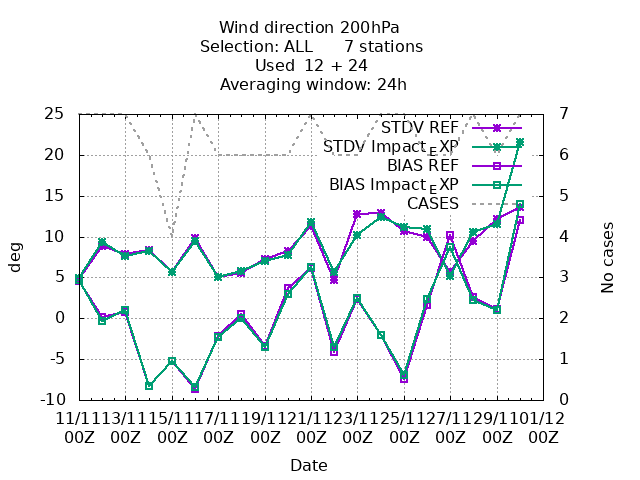 Wind direction 200hPa
Selection: ALL 7 stations
Used 12 + 24
Averaging window: 24h
25 7
STDV REF
STDV Impact_EXP
20 6
BIAS REF
BIAS Impact_EXP
15 5
CASES
10 4
deg
No cases
5 3
0 2
-5 1
-10 0
11/11 13/11 15/11 17/11 19/11 21/11 23/11 25/11 27/11 29/11 01/12
00Z 00Z 00Z 00Z 00Z 00Z 00Z 00Z 00Z 00Z 00Z
Date